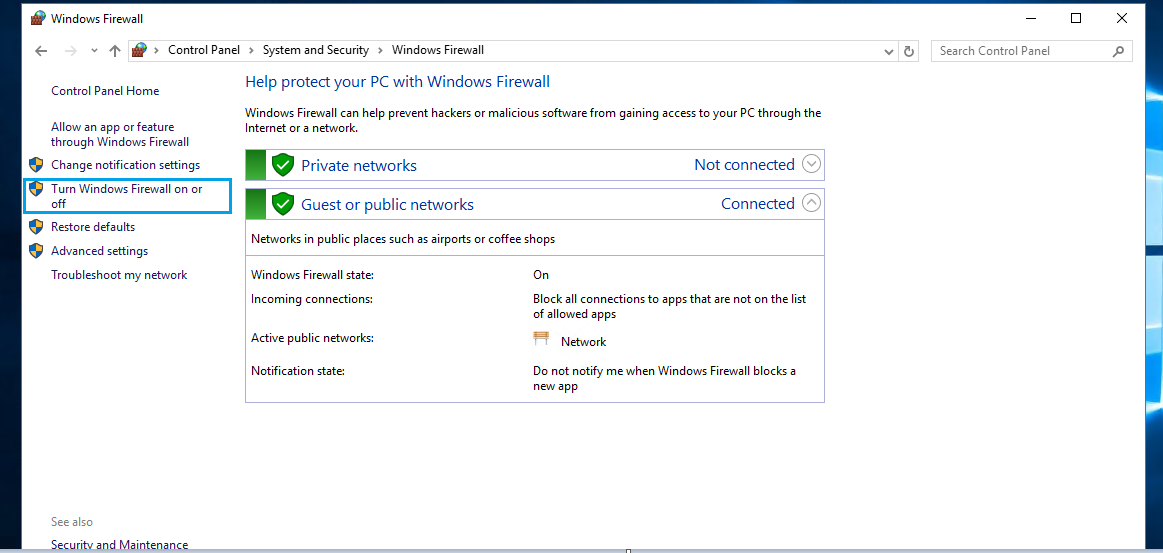 Windows Firewall
Control Panel > System and Security > Windows Firewall
Search Control Panel
Control Panel Home
Allow an app or feature
through Windows Firewall
Change notification settings
Turn Windows Firewall on or
off
Restore defaults
Advanced settings
Troubleshoot my network
See also
Security and Maintenance
Help protect your PC with Windows Firewall
Windows Firewall can help prevent hackers or malicious software from gaining access to your PC through the
Internet or a network.
Private networks Not connected
Guest or public networks Connected
Networks in public places such as airports or coffee shops
Windows Firewall state: On
Incoming connections: Block all connections to apps that are not on the list
of allowed apps
Active public networks: Network
Notification state: Do not notify me when Windows Firewall blocks a
new app